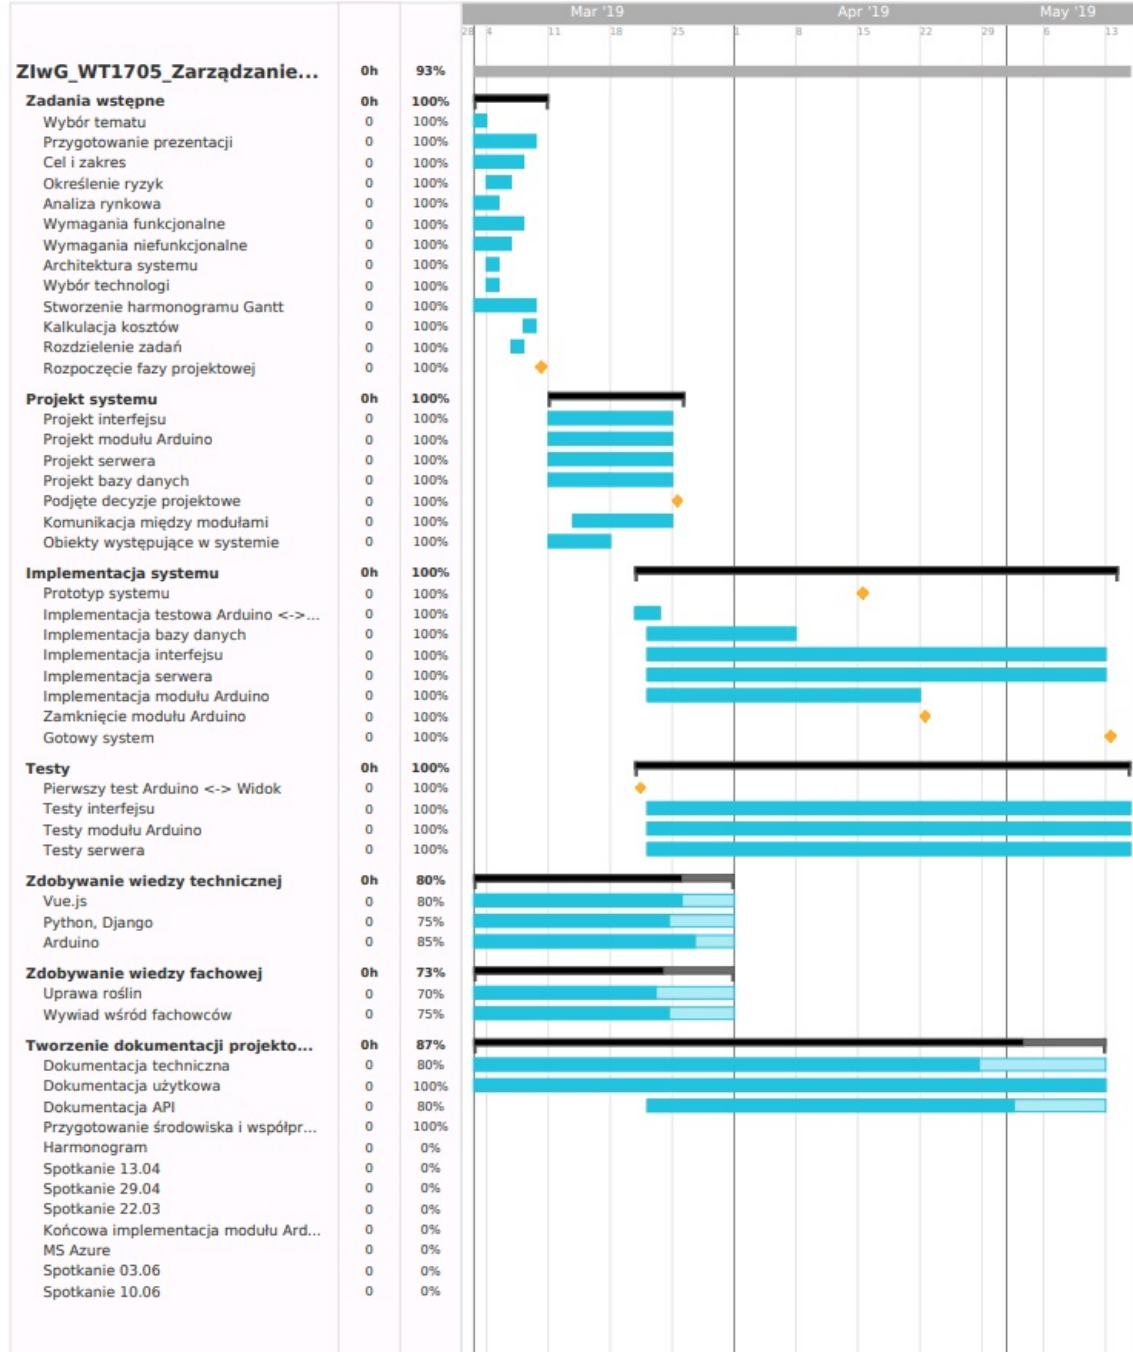 Mar '19 Apr '19 May '19
28 4 11 18 25 1 8 15 22 29 6 13
ZIwG_WT1705_Zarządzanie... 0h 93%
Zadania wstępne 0h 100%
Wybór tematu 0 100%
Przygotowanie prezentacji 0 100%
Cel i zakres 0 100%
Określenie ryzyk 0 100%
Analiza rynkowa 0 100%
Wymagania funkcjonalne 0 100%
Wymagania niefunkcjonalne 0 100%
Architektura systemu 0 100%
Wybór technologi 0 100%
Stworzenie harmonogramu Gantt 0 100%
Kalkulacja kosztów 0 100%
Rozdzielenie zadań 0 100%
Rozpoczęcie fazy projektowej 0 100%
Projekt systemu 0h 100%
Projekt interfejsu 0 100%
Projekt modułu Arduino 0 100%
Projekt serwera 0 100%
Projekt bazy danych 0 100%
Podjęte decyzje projektowe 0 100%
Komunikacja między modułami 0 100%
Obiekty występujące w systemie 0 100%
Implementacja systemu 0h 100%
Prototyp systemu 0 100%
Implementacja testowa Arduino <->... 0 100%
Implementacja bazy danych 0 100%
Implementacja interfejsu 0 100%
Implementacja serwera 0 100%
Implementacja modułu Arduino 0 100%
Zamknięcie modułu Arduino 0 100%
Gotowy system 0 100%
Testy 0h 100%
Pierwszy test Arduino <-> Widok 0 100%
Testy interfejsu 0 100%
Testy modułu Arduino 0 100%
Testy serwera 0 100%
Zdobywanie wiedzy technicznej 0h 80%
Vue.js 0 80%
Python, Django 0 75%
Arduino 0 85%
Zdobywanie wiedzy fachowej 0h 73%
Uprawa roślin 0 70%
Wywiad wśród fachowców 0 75%
Tworzenie dokumentacji projekto... 0h 87%
Dokumentacja techniczna 0 80%
Dokumentacja użytkowa 0 100%
Dokumentacja API 0 80%
Przygotowanie środowiska i współpr... 0 100%
Harmonogram 0 0%
Spotkanie 13.04 0 0%
Spotkanie 29.04 0 0%
Spotkanie 22.03 0 0%
Końcowa implementacja modułu Ard... 0 0%
MS Azure 0 0%
Spotkanie 03.06 0 0%
Spotkanie 10.06 0 0%